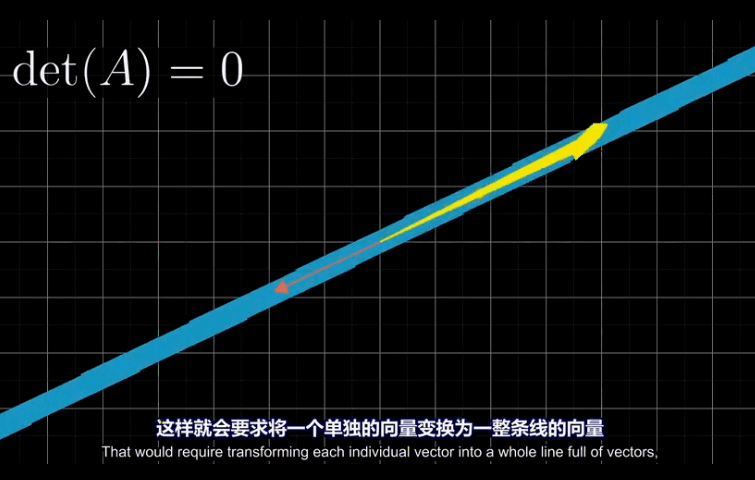 det(A) = 0
这样就会要求将一个单独的向量变换为一整条线的向量
That would require transforming each individual vector into a whole line full of vectors,